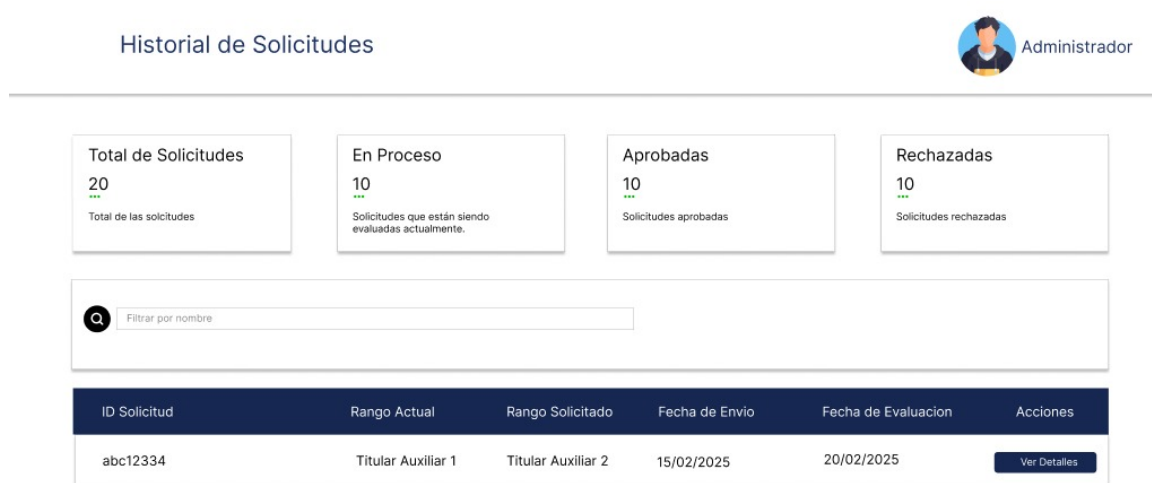 Historial de Solicitudes
Administrador
Total de Solicitudes
20
Total de las solcitudes
En Proceso
10
Solicitudes que están siendo
evaluadas actualmente.
Aprobadas
10
Solicitudes aprobadas
Rechazadas
10
Solicitudes rechazadas
Filtrar por nombre
ID Solicitud Rango Actual Rango Solicitado Fecha de Envio Fecha de Evaluacion Acciones
abc12334 Titular Auxiliar 1 Titular Auxiliar 2 15/02/2025 20/02/2025 Ver Detalles